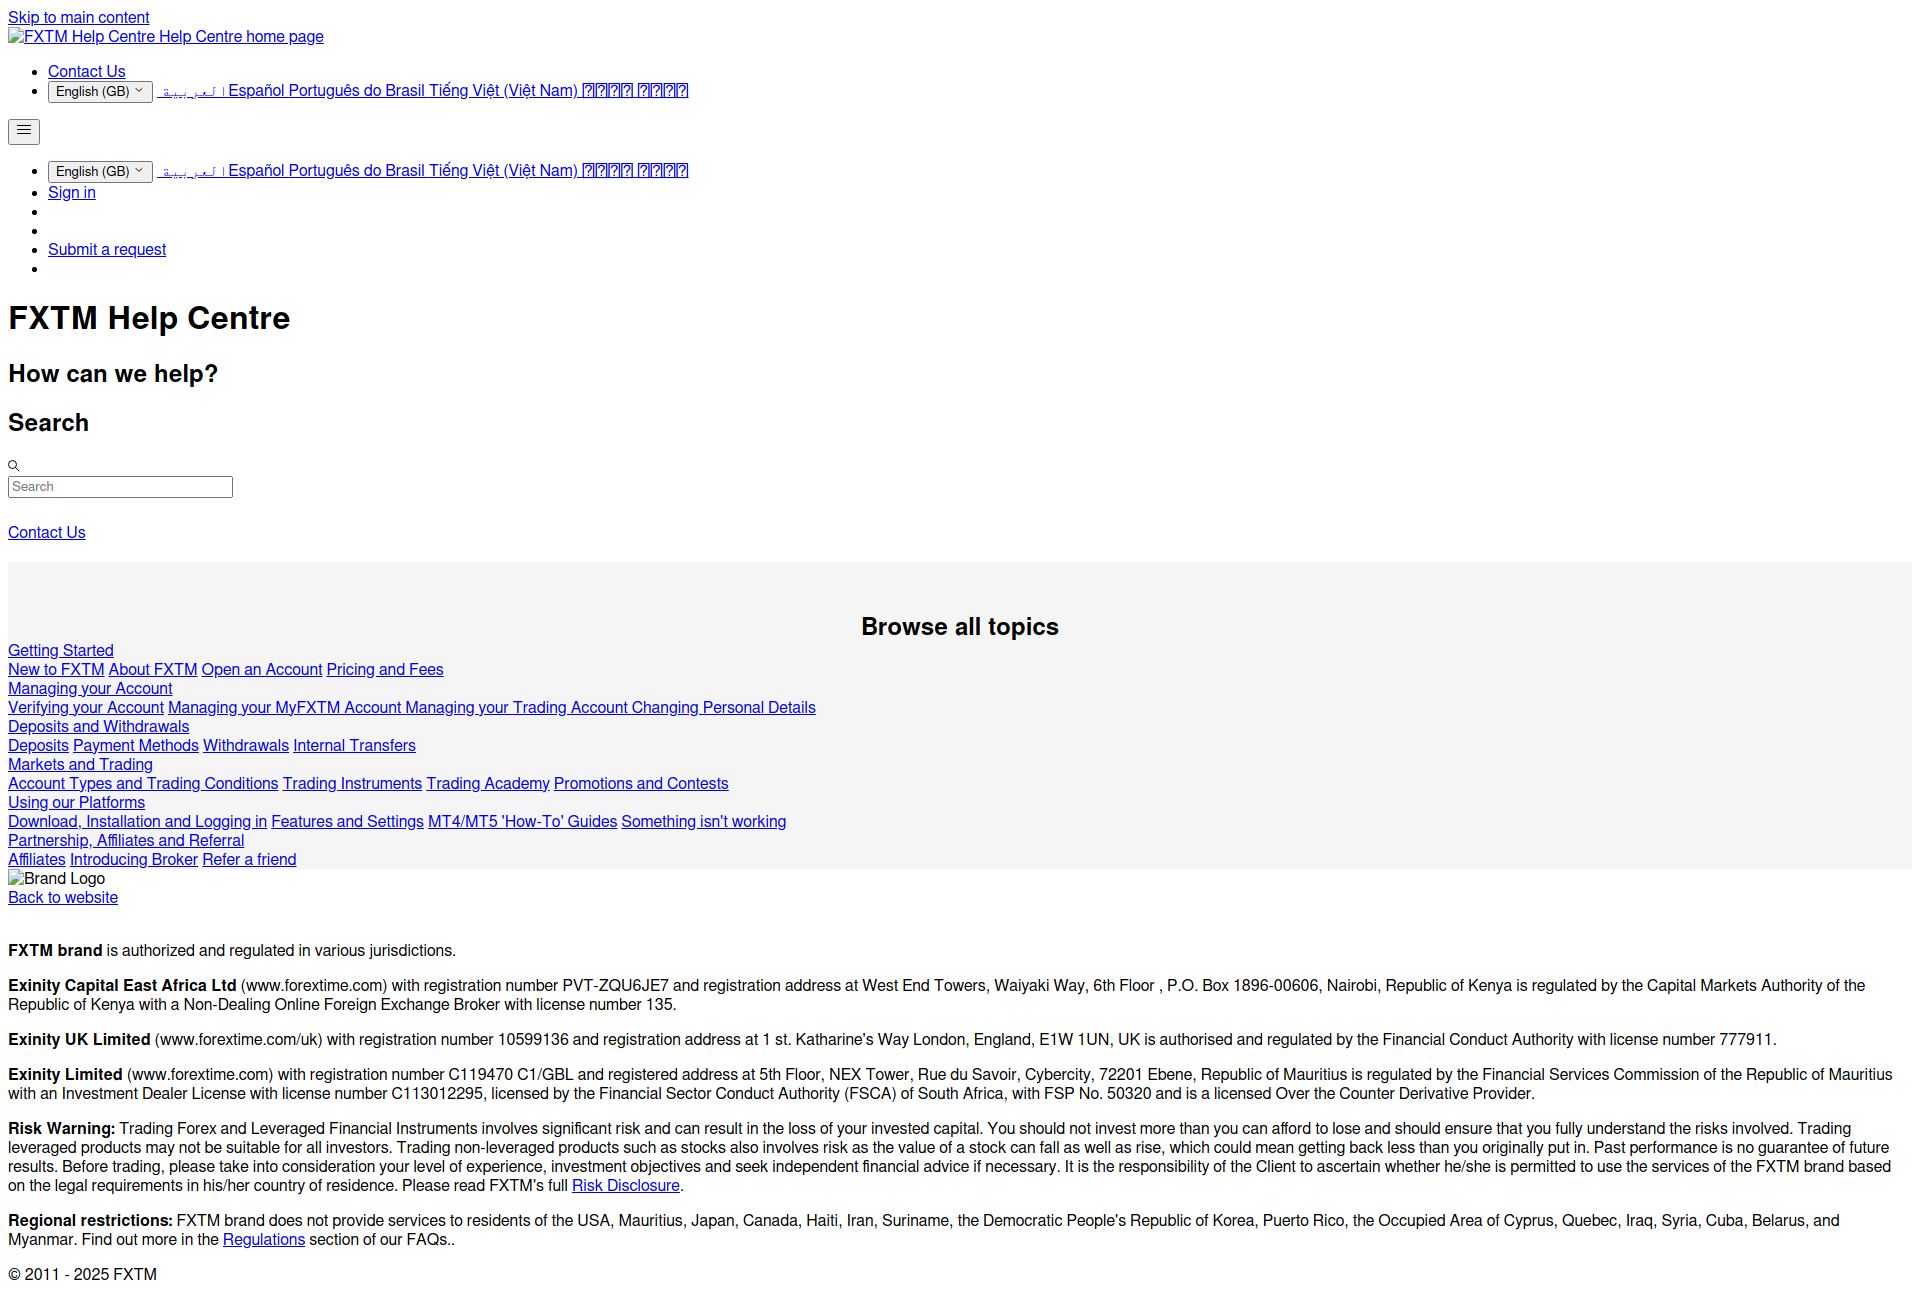 Skip to main content
FXTM Help Centre Help Centre home page
Contact Us
English (GB) العربية Español Português do Brasil Tiếng Việt (Việt Nam)
English (GB) العربية Español Português do Brasil Tiếng Việt (Việt Nam)
Sign in
Submit a request
FXTM Help Centre
How can we help?
Search
Search
Contact Us
Browse all topics
Getting Started
New to FXTM About FXTM Open an Account Pricing and Fees
Managing your Account
Verifying your Account Managing your MyFXTM Account Managing your Trading Account Changing Personal Details
Deposits and Withdrawals
Deposits Payment Methods Withdrawals Internal Transfers
Markets and Trading
Account Types and Trading Conditions Trading Instruments Trading Academy Promotions and Contests
Using our Platforms
Download, Installation and Logging in Features and Settings MT4/MT5 'How-To' Guides Something isn't working
Partnership, Affiliates and Referral
Affiliates Introducing Broker Refer a friend
Brand Logo
Back to website
FXTM brand is authorized and regulated in various jurisdictions.
Exinity Capital East Africa Ltd (www.forextime.com) with registration number PVT-ZQU6JE7 and registration address at West End Towers, Waiyaki Way, 6th Floor , P.O. Box 1896-00606, Nairobi, Republic of Kenya is regulated by the Capital Markets Authority of the
Republic of Kenya with a Non-Dealing Online Foreign Exchange Broker with license number 135.
Exinity UK Limited (www.forextime.com/uk) with registration number 10599136 and registration address at 1 st. Katharine's Way London, England, E1W 1UN, UK is authorised and regulated by the Financial Conduct Authority with license number 777911.
Exinity Limited (www.forextime.com) with registration number C119470 C1/GBL and registered address at 5th Floor, NEX Tower, Rue du Savoir, Cybercity, 72201 Ebene, Republic of Mauritius is regulated by the Financial Services Commission of the Republic of Mauritius
with an Investment Dealer License with license number C113012295, licensed by the Financial Sector Conduct Authority (FSCA) of South Africa, with FSP No. 50320 and is a licensed Over the Counter Derivative Provider.
Risk Warning: Trading Forex and Leveraged Financial Instruments involves significant risk and can result in the loss of your invested capital. You should not invest more than you can afford to lose and should ensure that you fully understand the risks involved. Trading
leveraged products may not be suitable for all investors. Trading non-leveraged products such as stocks also involves risk as the value of a stock can fall as well as rise, which could mean getting back less than you originally put in. Past performance is no guarantee of future
results. Before trading, please take into consideration your level of experience, investment objectives and seek independent financial advice if necessary. It is the responsibility of the Client to ascertain whether he/she is permitted to use the services of the FXTM brand based
on the legal requirements in his/her country of residence. Please read FXTM's full Risk Disclosure.
Regional restrictions: FXTM brand does not provide services to residents of the USA, Mauritius, Japan, Canada, Haiti, Iran, Suriname, the Democratic People's Republic of Korea, Puerto Rico, the Occupied Area of Cyprus, Quebec, Iraq, Syria, Cuba, Belarus, and
Myanmar. Find out more in the Regulations section of our FAQs..
© 2011 - 2025 FXTM